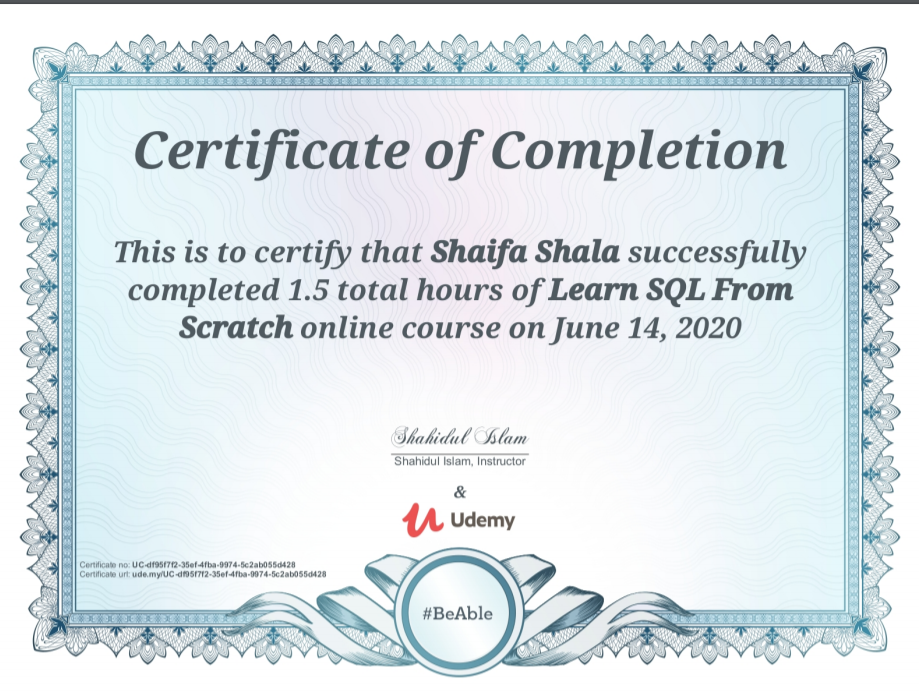 Certificate of Completion
This is to certify that Shaifa Shala successfully
completed 1.5 total hours of Learn SQL From
Scratch online course on June 14, 2020
Shahidul Islam
Shahidul Islam, Instructor
&
Udemy
Certificate no: UC-df95f7f2-35ef-4fba-9974-5c2ab055d428
Certificate url: ude.my/UC-df95f7f2-35ef-4fba-9974-5c2ab055d428
#BeAble